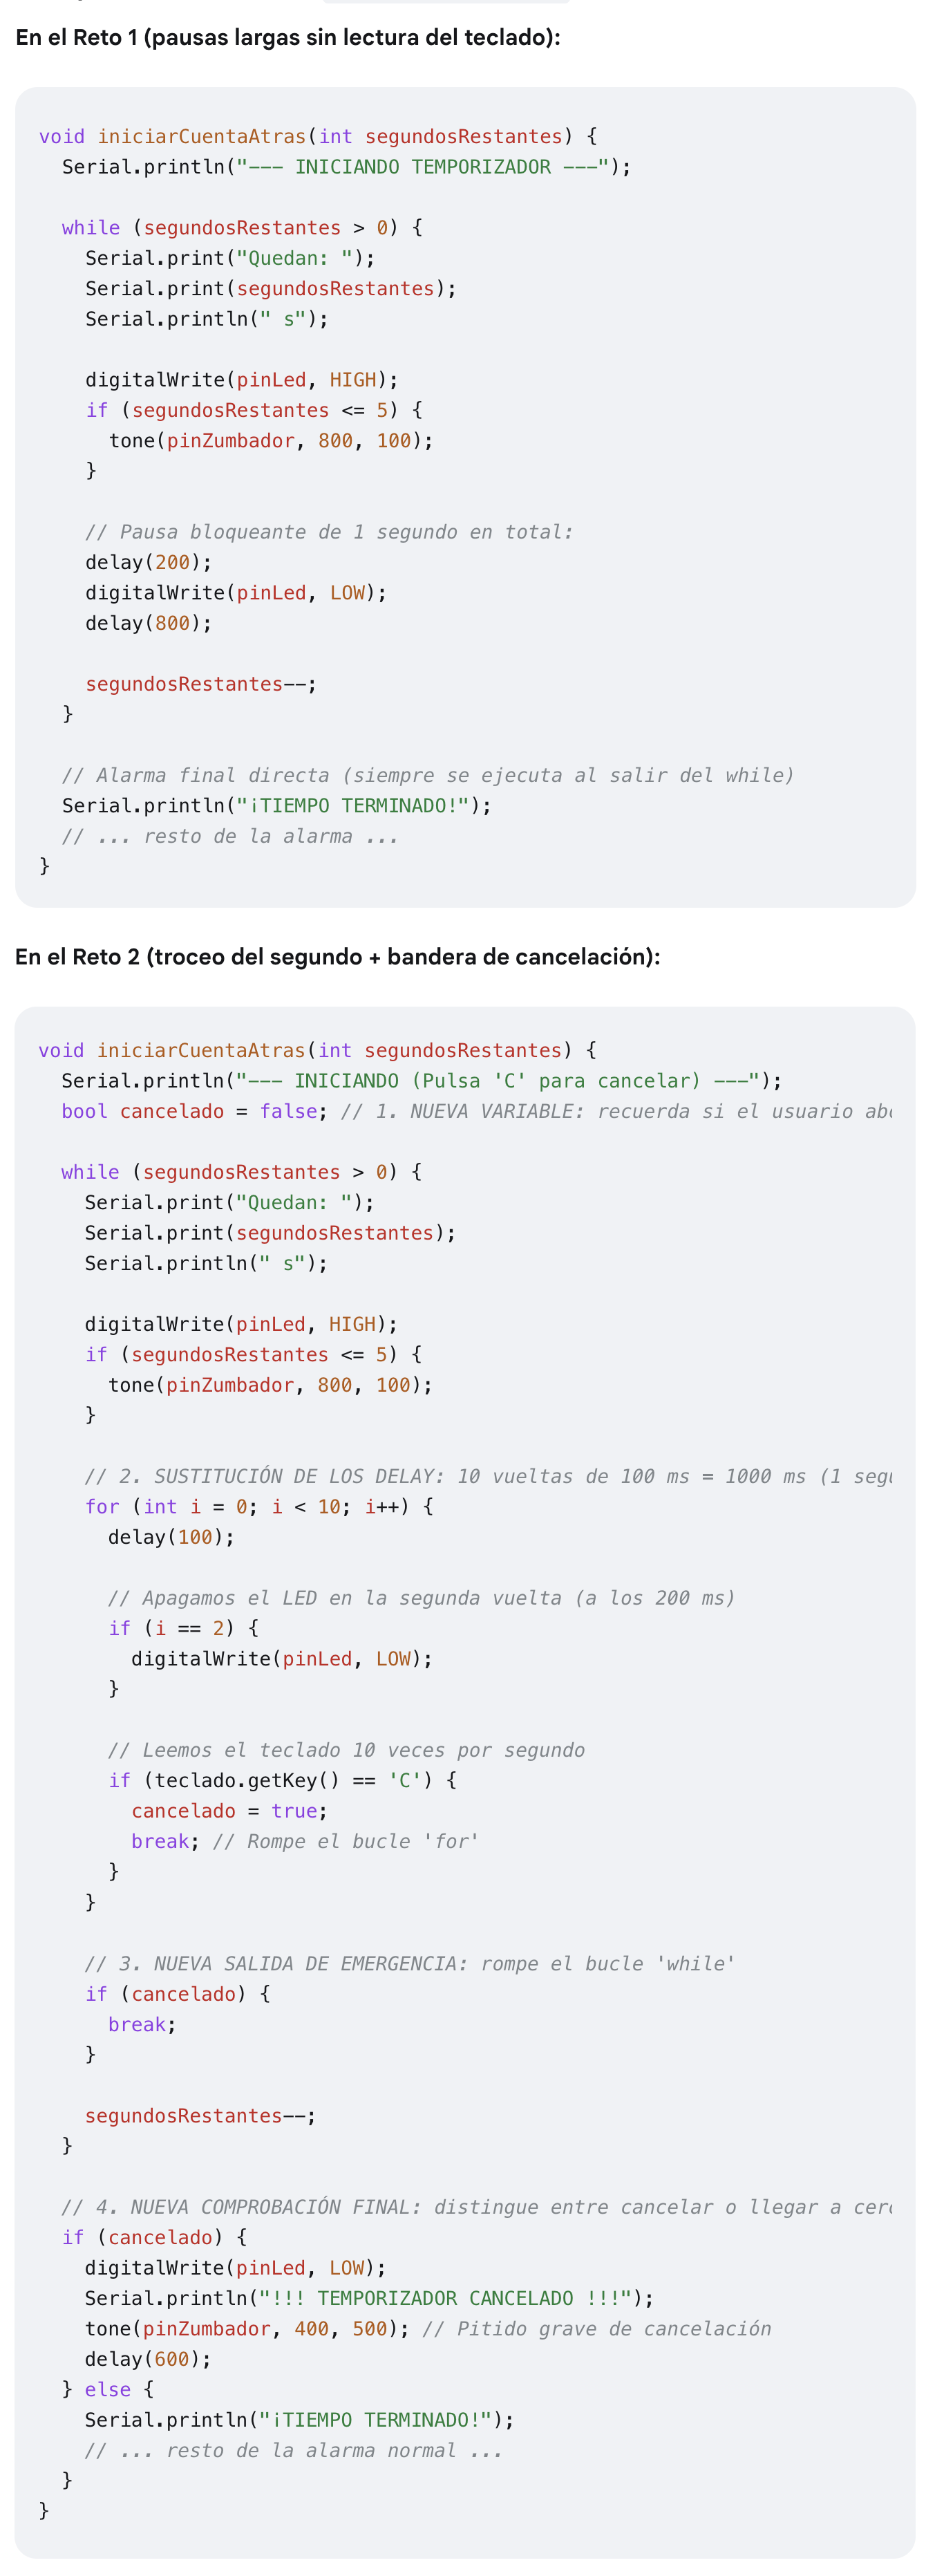 En el Reto 1 (pausas largas sin lectura del teclado):
void iniciarCuentaAtras(int segundosRestantes) {
  Serial.println("--- INICIANDO TEMPORIZADOR ---");

  while (segundosRestantes > 0) {
    Serial.print("Quedan: ");
    Serial.print(segundosRestantes);
    Serial.println(" s");

    digitalWrite(pinLed, HIGH);
    if (segundosRestantes <= 5) {
      tone(pinZumbador, 800, 100);
    }

    // Pausa bloqueante de 1 segundo en total:
    delay(200);
    digitalWrite(pinLed, LOW);
    delay(800);

    segundosRestantes--;
  }

  // Alarma final directa (siempre se ejecuta al salir del while)
  Serial.println("¡TIEMPO TERMINADO!");
  // ... resto de la alarma ...
}
En el Reto 2 (troceo del segundo + bandera de cancelación):
void iniciarCuentaAtras(int segundosRestantes) {
  Serial.println("--- INICIANDO (Pulsa 'C' para cancelar) ---");
  bool cancelado = false; // 1. NUEVA VARIABLE: recuerda si el usuario

  while (segundosRestantes > 0) {
    Serial.print("Quedan: ");
    Serial.print(segundosRestantes);
    Serial.println(" s");

    digitalWrite(pinLed, HIGH);
    if (segundosRestantes <= 5) {
      tone(pinZumbador, 800, 100);
    }

    // 2. SUSTITUCIÓN DE LOS DELAY: 10 vueltas de 100 ms = 1000 ms (1
    for (int i = 0; i < 10; i++) {
      delay(100);

      // Apagamos el LED en la segunda vuelta (a los 200 ms)
      if (i == 2) {
        digitalWrite(pinLed, LOW);
      }

      // Leemos el teclado 10 veces por segundo
      if (teclado.getKey() == 'C') {
        cancelado = true;
        break; // Rompe el bucle 'for'
      }
    }

    // 3. NUEVA SALIDA DE EMERGENCIA: rompe el bucle 'while'
    if (cancelado) {
      break;
    }

    segundosRestantes--;
  }

  // 4. NUEVA COMPROBACIÓN FINAL: distingue entre cancelar o llegar a
  if (cancelado) {
    digitalWrite(pinLed, LOW);
    Serial.println("!!! TEMPORIZADOR CANCELADO !!!");
    tone(pinZumbador, 400, 500); // Pitido grave de cancelación
    delay(600);
  } else {
    Serial.println("¡TIEMPO TERMINADO!");
    // ... resto de la alarma normal ...
  }
}